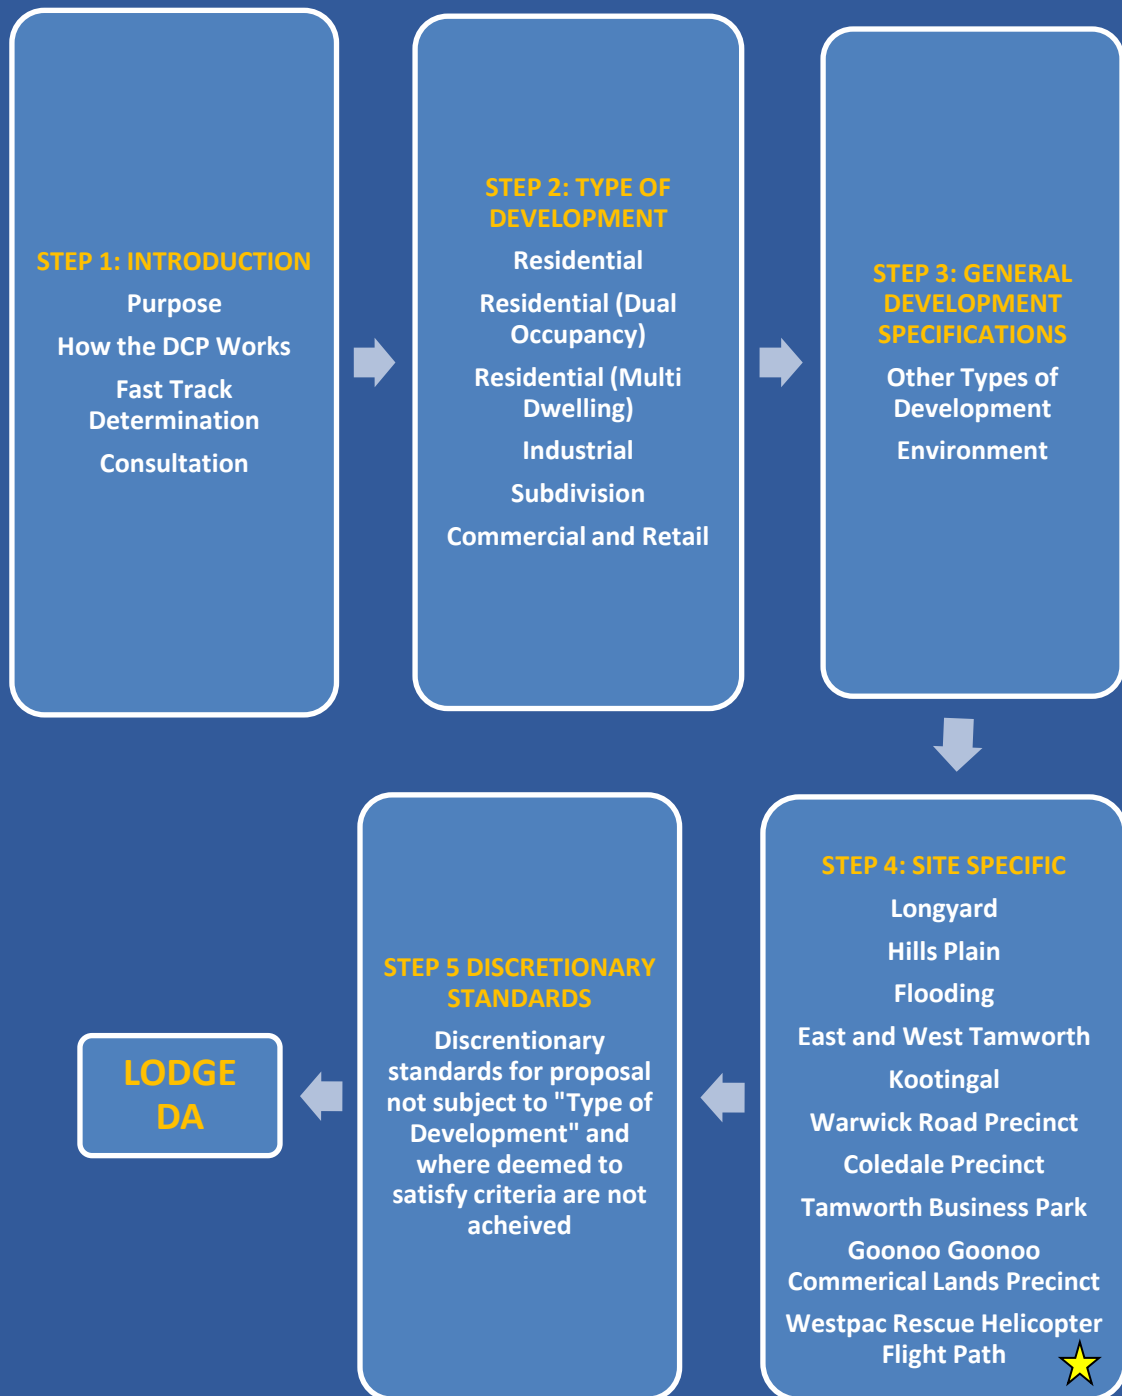 STEP 1: INTRODUCTION
Purpose
How the DCP Works
Fast Track
Determination
Consultation
STEP 2: TYPE OF
DEVELOPMENT
Residential
Residential (Dual
Occupancy)
Residential (Multi
Dwelling)
Industrial
Subdivision
Commercial and Retail
STEP 3: GENERAL
DEVELOPMENT
SPECIFICATIONS
Other Types of
Development
Environment
STEP 4: SITE SPECIFIC
Longyard
Hills Plain
Flooding
East and West Tamworth
Kootingal
Warwick Road Precinct
Coledale Precinct
Tamworth Business Park
Goonoo Goonoo
Commerical Lands Precinct
Westpac Rescue Helicopter
Flight Path
STEP 5 DISCRETIONARY
STANDARDS
Discrentionary
standards for proposal
not subject to "Type of
Development" and
where deemed to
satisfy criteria are not
acheived
LODGE
DA